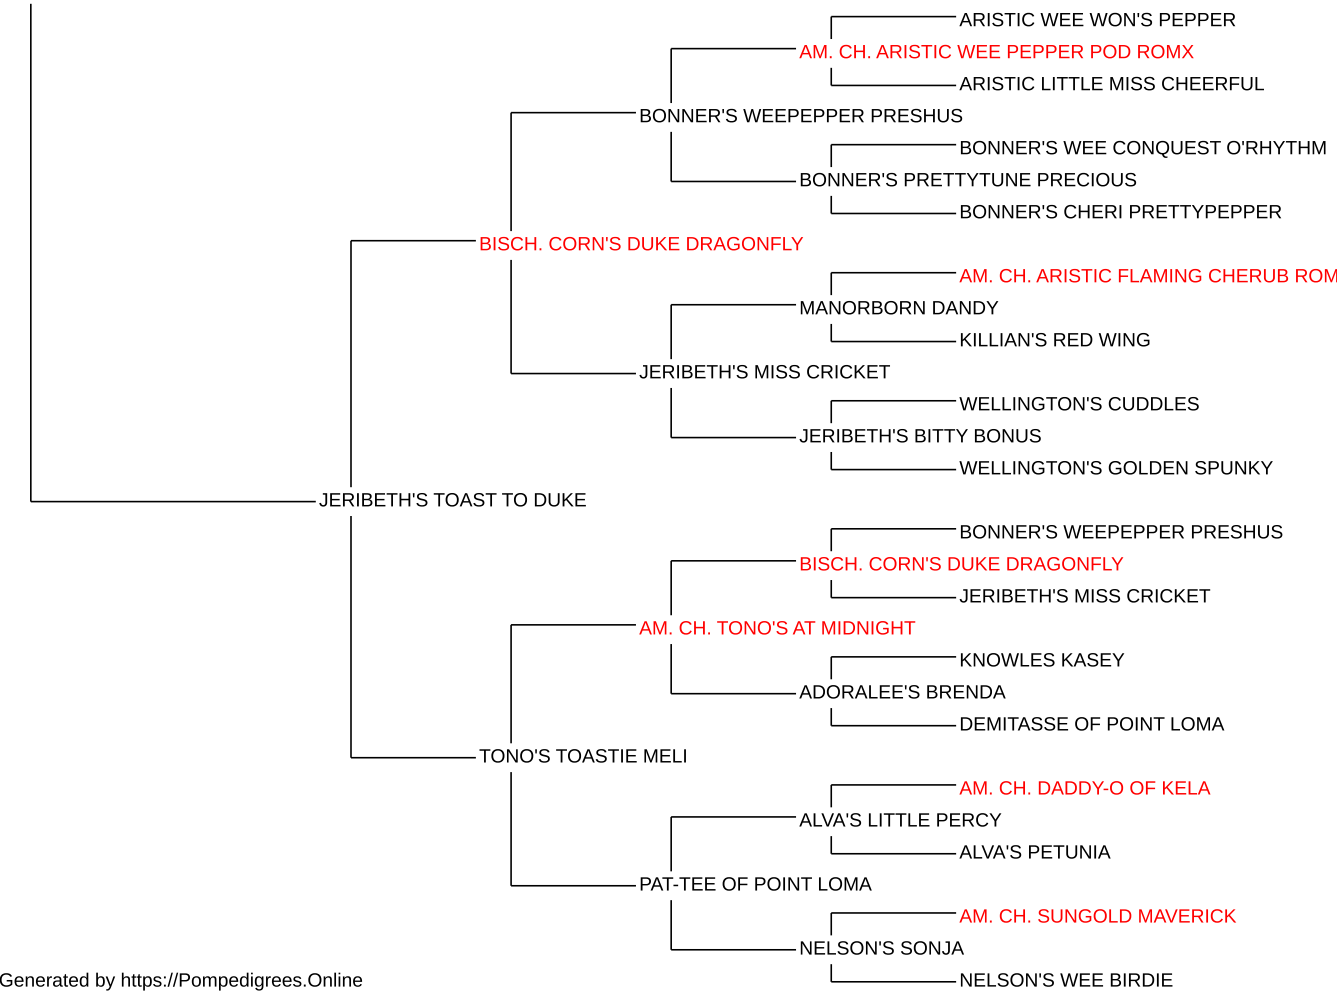 ARISTIC WEE WON'S PEPPER
AM. CH. ARISTIC WEE PEPPER POD ROMX
ARISTIC LITTLE MISS CHEERFUL
BONNER'S WEEPEPPER PRESHUS
BONNER'S WEE CONQUEST O'RHYTHM
BONNER'S PRETTYTUNE PRECIOUS
BONNER'S CHERI PRETTYPEPPER
BISCH. CORN'S DUKE DRAGONFLY
AM. CH. ARISTIC FLAMING CHERUB ROM
MANORBORN DANDY
KILLIAN'S RED WING
JERIBETH'S MISS CRICKET
WELLINGTON'S CUDDLES
JERIBETH'S BITTY BONUS
WELLINGTON'S GOLDEN SPUNKY
JERIBETH'S TOAST TO DUKE
BONNER'S WEEPEPPER PRESHUS
BISCH. CORN'S DUKE DRAGONFLY
JERIBETH'S MISS CRICKET
AM. CH. TONO'S AT MIDNIGHT
KNOWLES KASEY
ADORALEE'S BRENDA
DEMITASSE OF POINT LOMA
TONO'S TOASTIE MELI
AM. CH. DADDY-O OF KELA
ALVA'S LITTLE PERCY
ALVA'S PETUNIA
PAT-TEE OF POINT LOMA
AM. CH. SUNGOLD MAVERICK
NELSON'S SONJA
NELSON'S WEE BIRDIE
Generated by https://Pompedigrees.Online